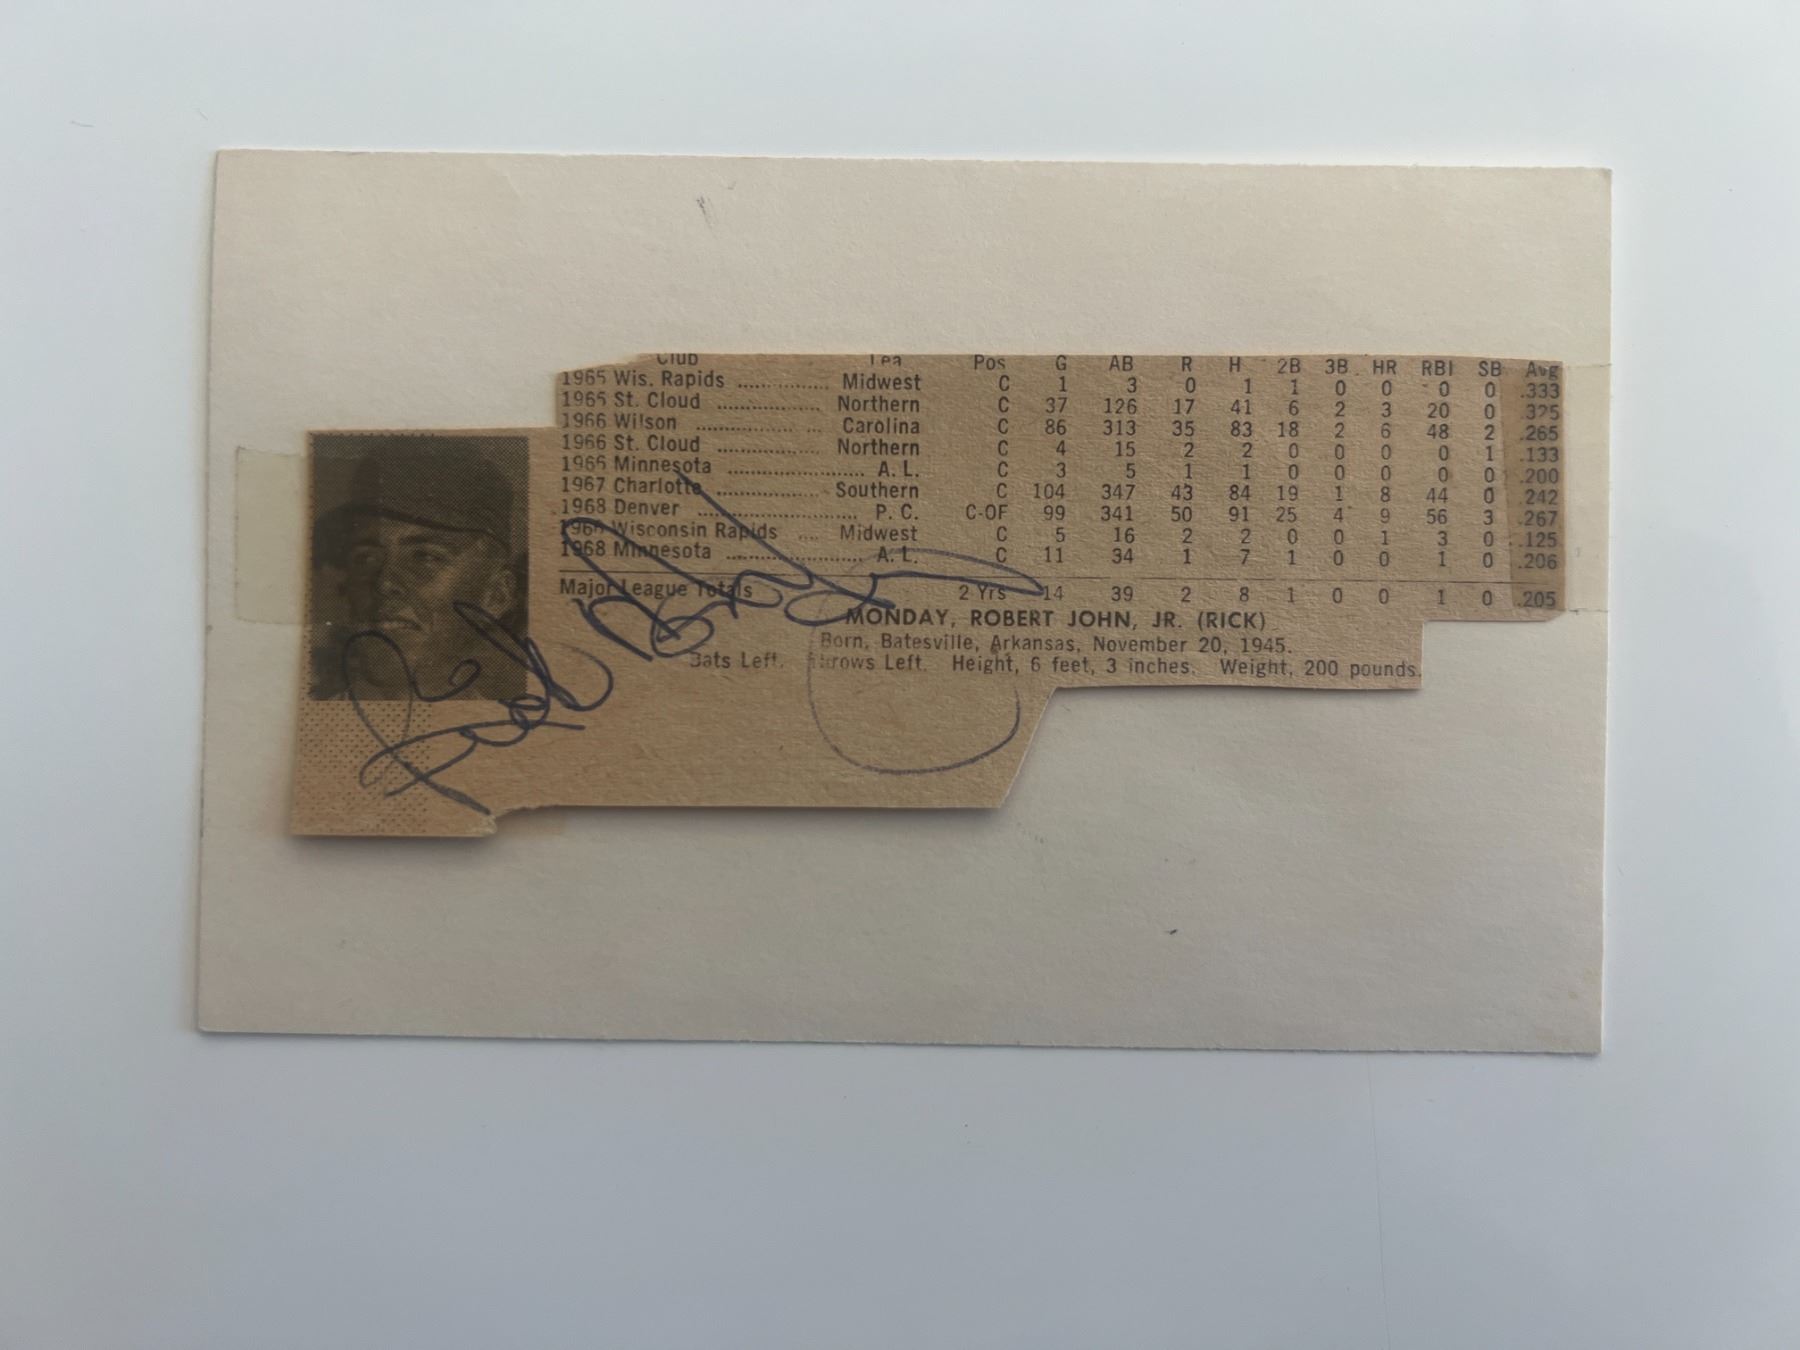 Club Lea Pos G AB R H 2B 3B HR RBI SB Avg
1965 Wis. Rapids .............. Midwest C 1 3 0 1 1 0 0 0 0 .333
1965 St. Cloud ................ Northern C 37 126 17 41 6 2 3 20 0 .325
1966 Wilson ................ ... Carolina C 86 313 35 83 18 2 6 48 2 .265
1966 St. Cloud ................ Northern C 4 15 2 2 0 0 0 0 1 .133
1966 Minnesota ..................... A. L. C 3 5 1 1 0 0 0 0 0 .200
1967 Charlotte ................ Southern C 104 347 43 84 19 1 8 44 0 .242
1968 Denver ........................ P. C. C-OF 99 341 50 91 25 4 9 56 3 .267
1968 Wisconsin Rapids .... Midwest C 5 16 2 2 0 0 1 3 0 .125
1968 Minnesota ..................... A. L. C 11 34 1 7 1 0 0 1 0 .206
Major League Totals 2 Yrs 14 39 2 8 1 0 0 1 0 .205
MONDAY, ROBERT JOHN, JR. (RICK)
Born, Batesville, Arkansas, November 20, 1945.
Bats Left. Throws Left. Height, 6 feet, 3 inches. Weight, 200 pounds.